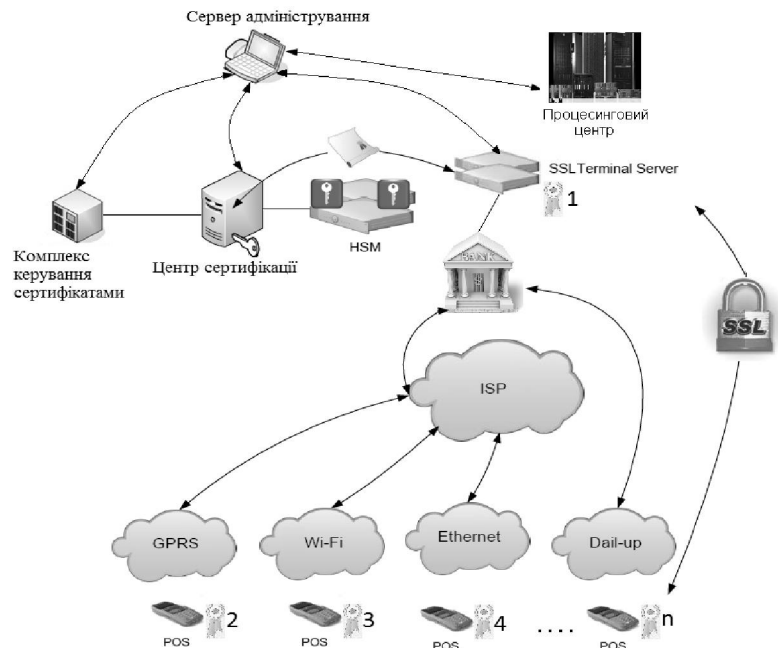 Сервер адміністрування
Процесинговий
центр
SSLTerminal Server
1
HSM
Комплекс
керування
сертифікатами
Центр сертифікації
BANK
SSL
ISP
GPRS
Wi-Fi
Ethernet
Dail-up
2
3
4
....
n
POS
POS
POS
POS